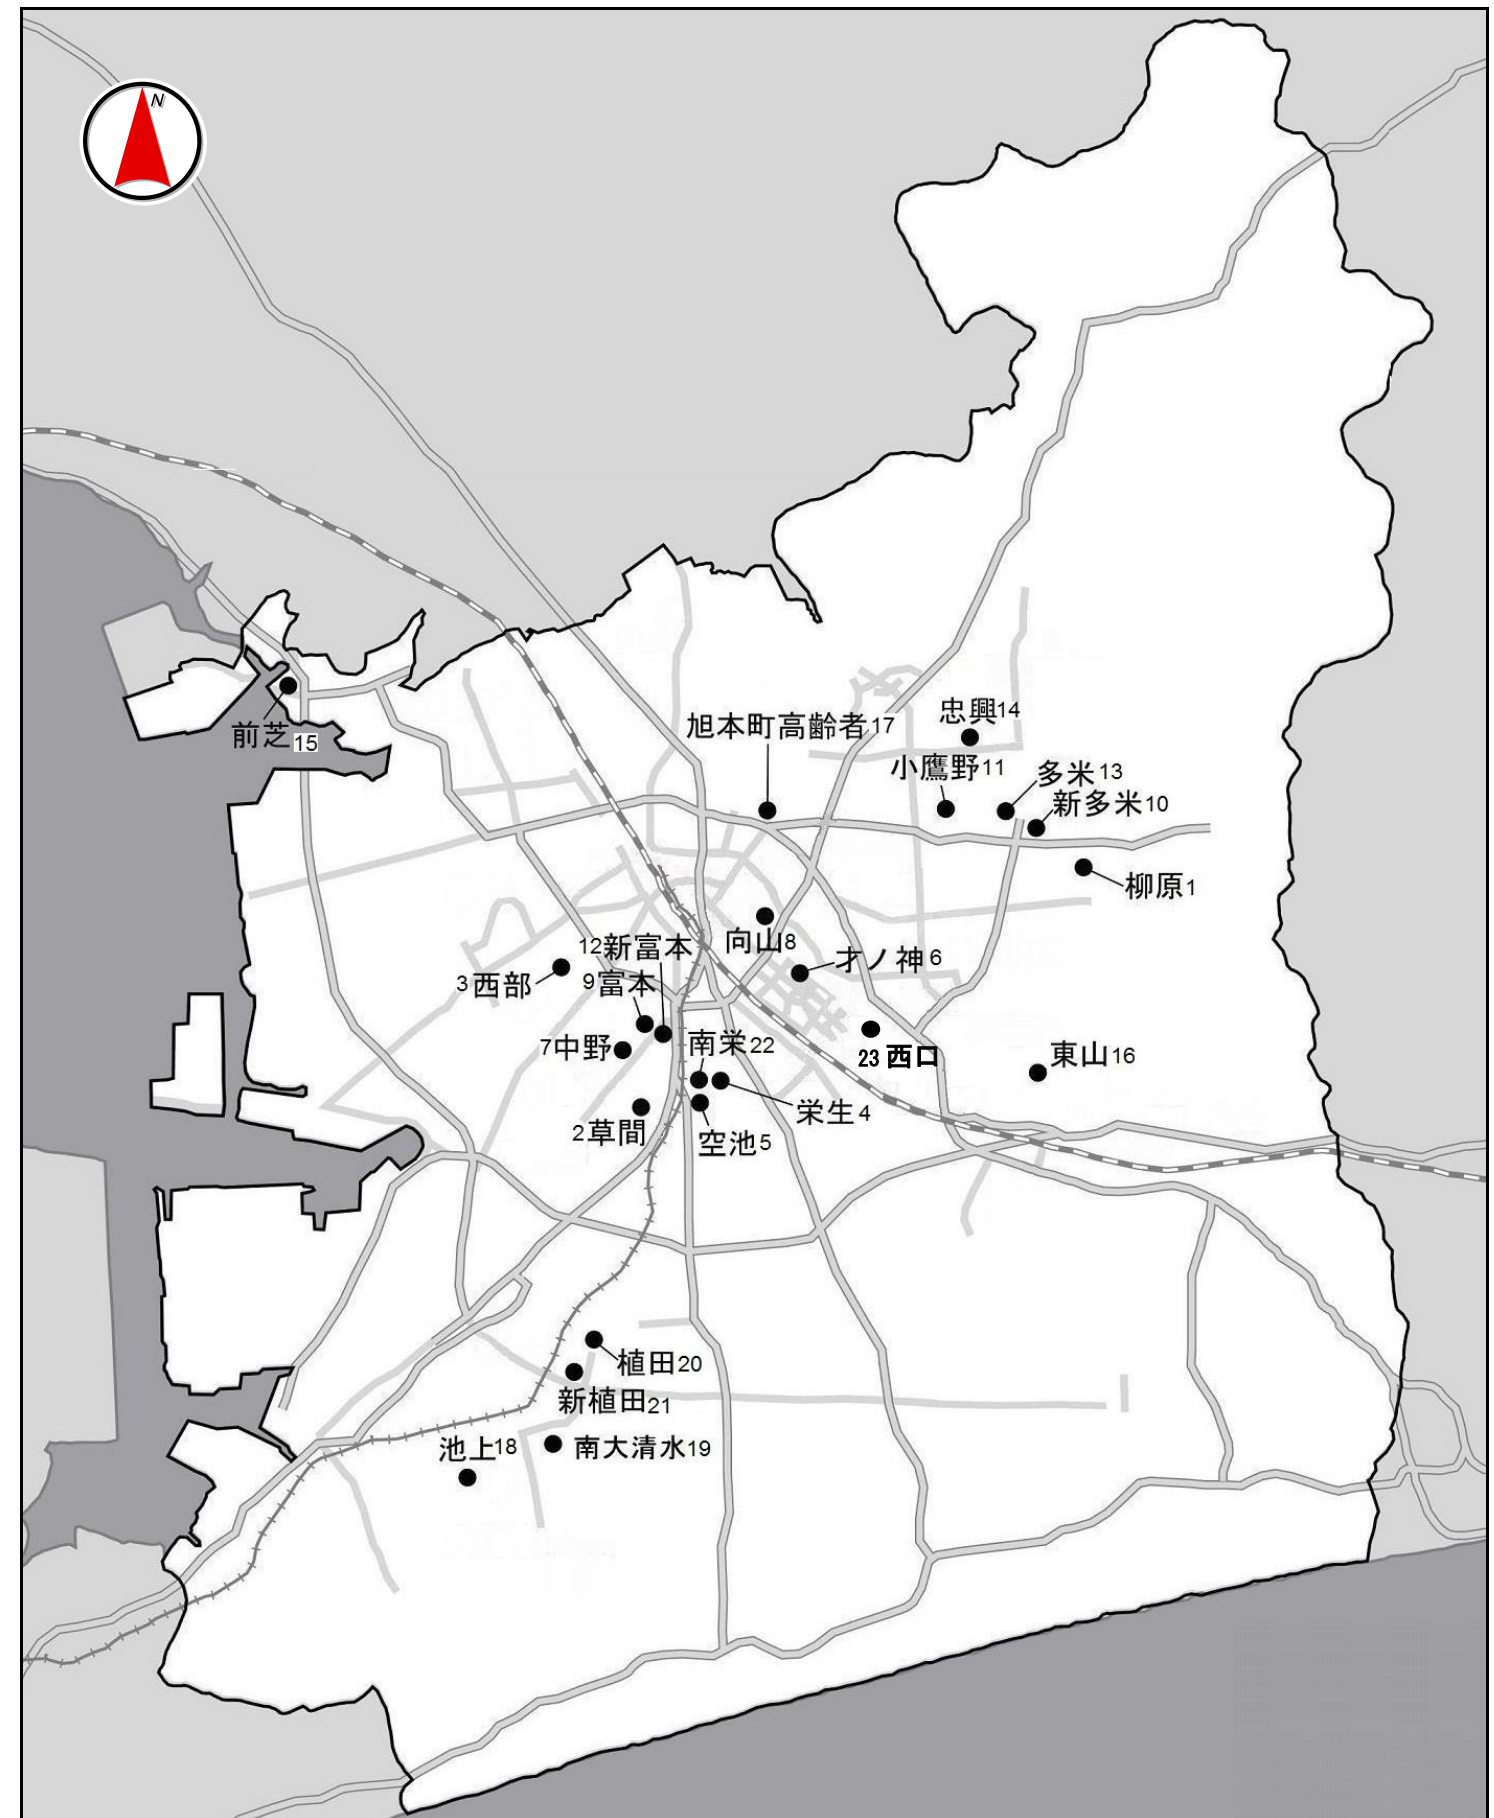 N
前芝15
旭本町高齢者17
忠興14
小鷹野11
多米13
新多米10
柳原1
向山8
12新富本
才ノ神6
3西部
9富本
7中野
南栄22
23西口
東山16
栄生4
2草間
空池5
植田20
新植田21
池上18
南大清水19